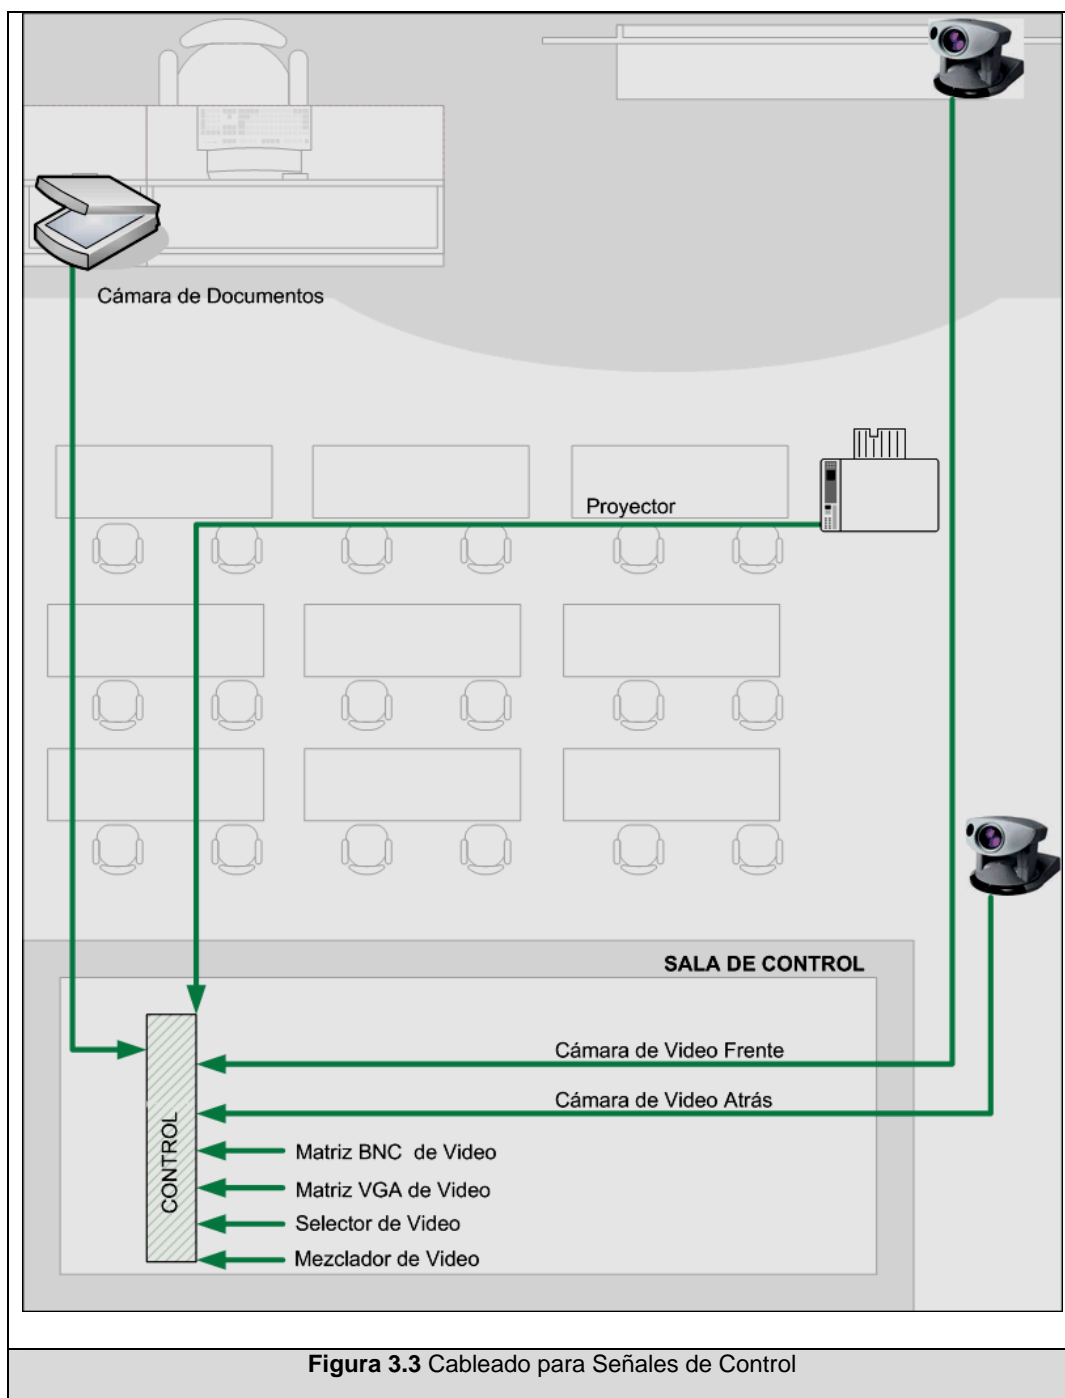 Cámara de Documentos
Proyector
SALA DE CONTROL
Cámara de Video Frente
Cámara de Video Atrás
CONTROL
Matriz BNC de Video
Matriz VGA de Video
Selector de Video
Mezclador de Video
Figura 3.3 Cableado para Señales de Control